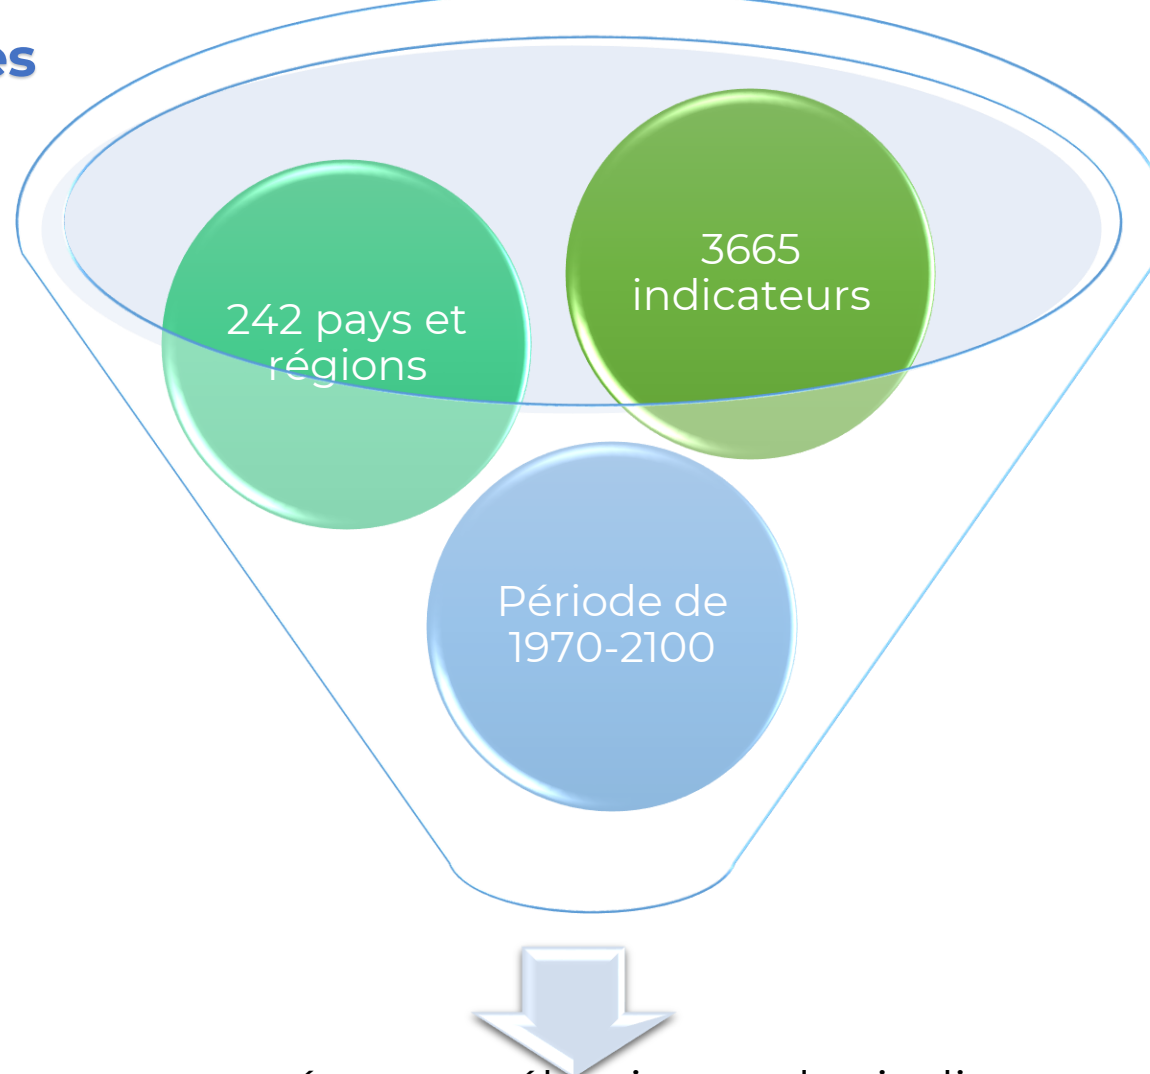 es
3665
indicateurs
242 pays et
régions
Période de
1970-2100